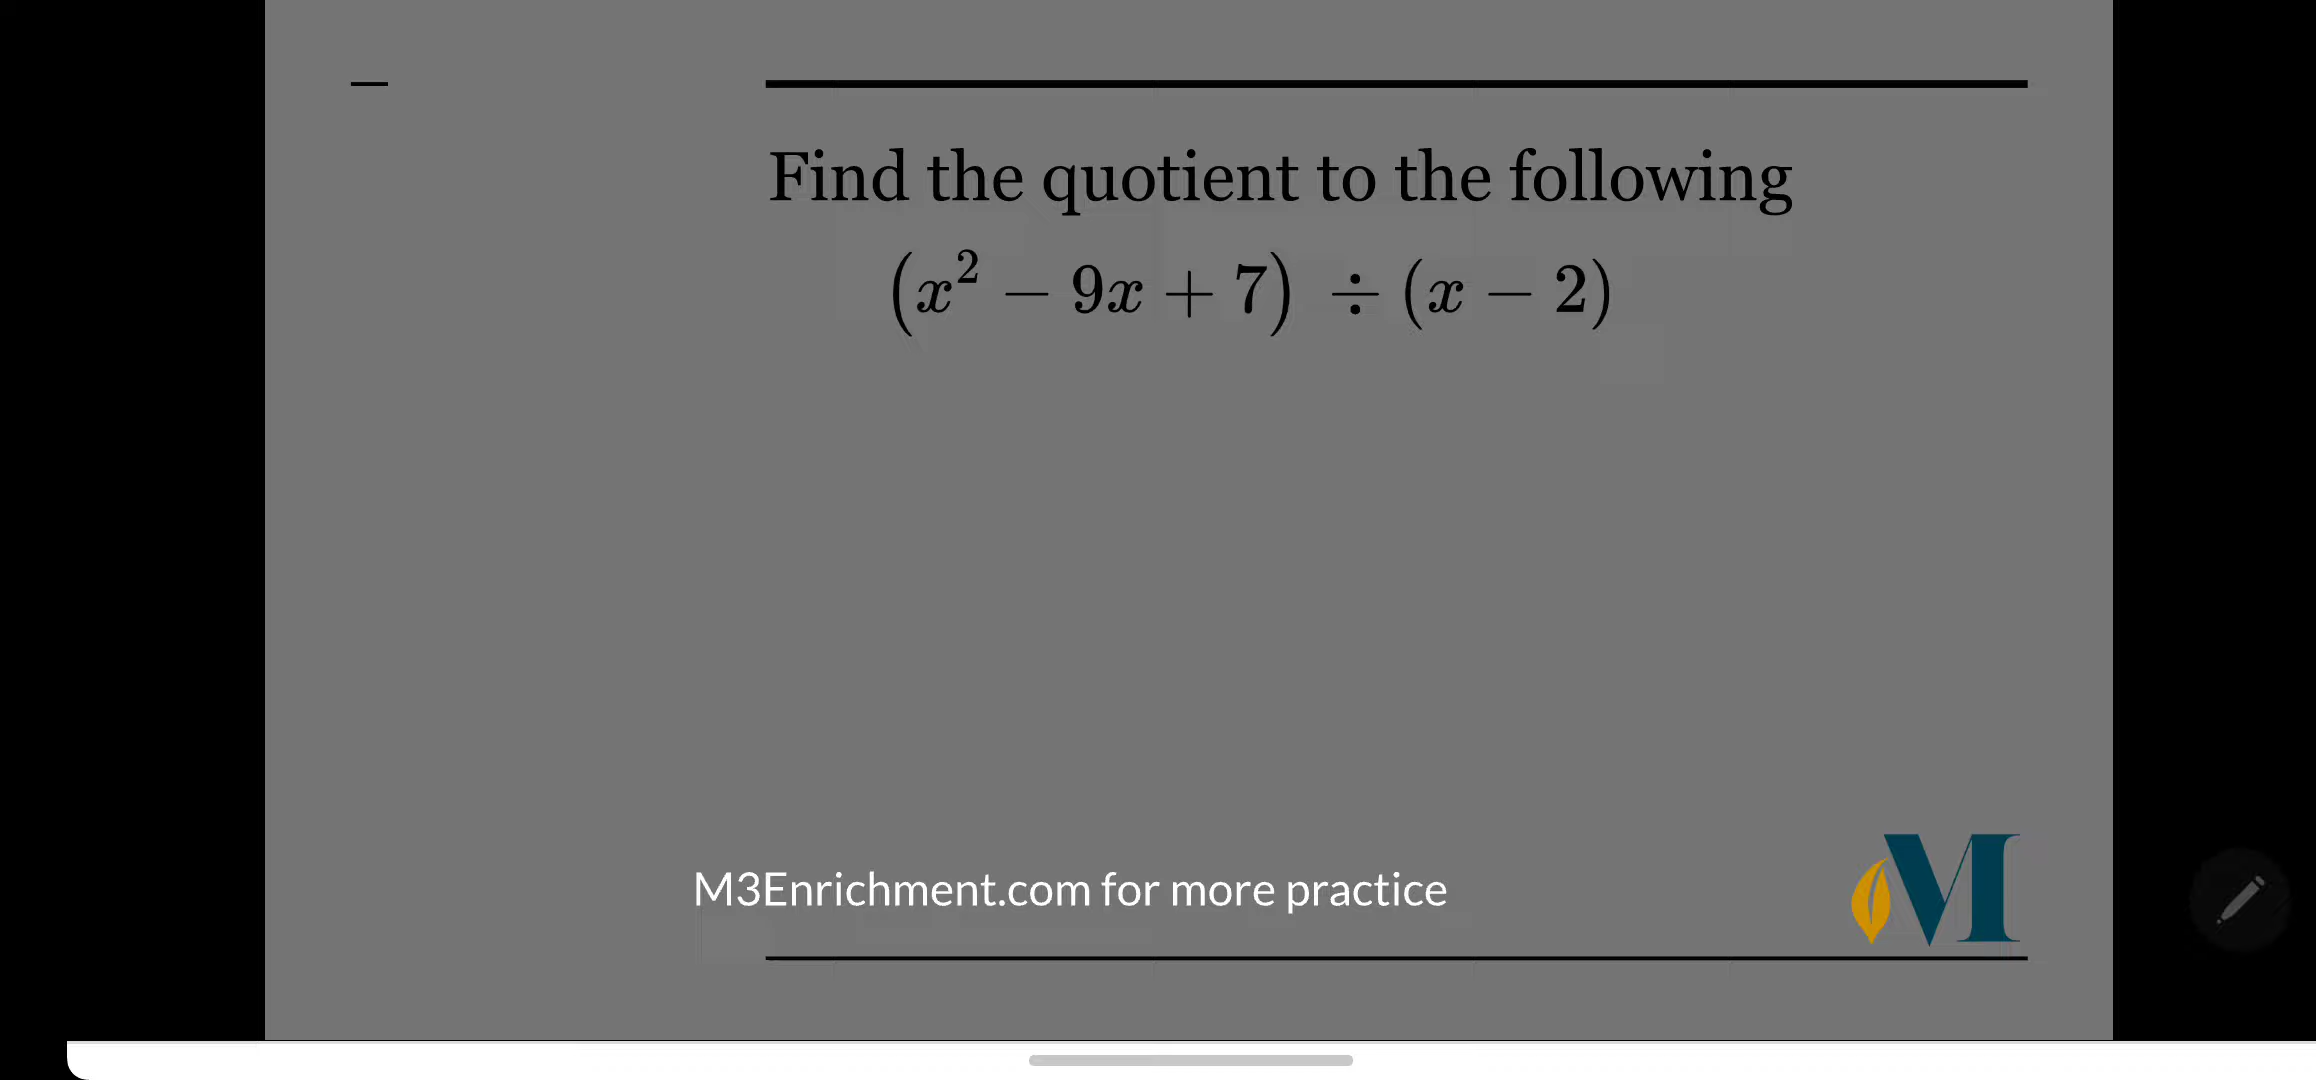 Find the quotient to the following
(x² − 9x + 7) ÷ (x − 2)
M3Enrichment.com for more practice
M